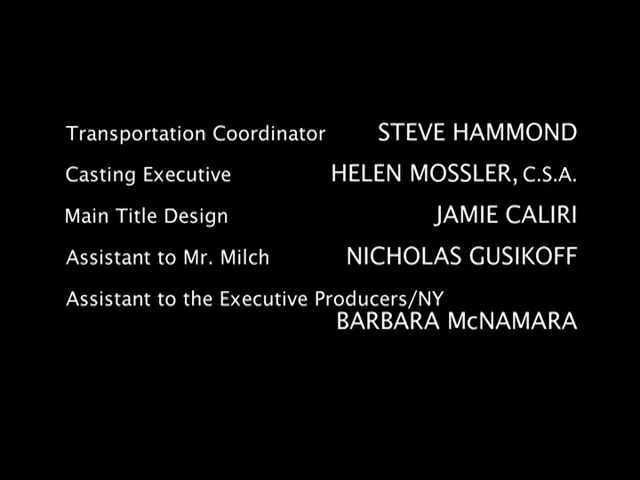 Transportation Coordinator STEVE HAMMOND
Casting Executive HELEN MOSSLER, C.S.A.
Main Title Design JAMIE CALIRI
Assistant to Mr. Milch NICHOLAS GUSIKOFF
Assistant to the Executive Producers/NY
BARBARA McNAMARA